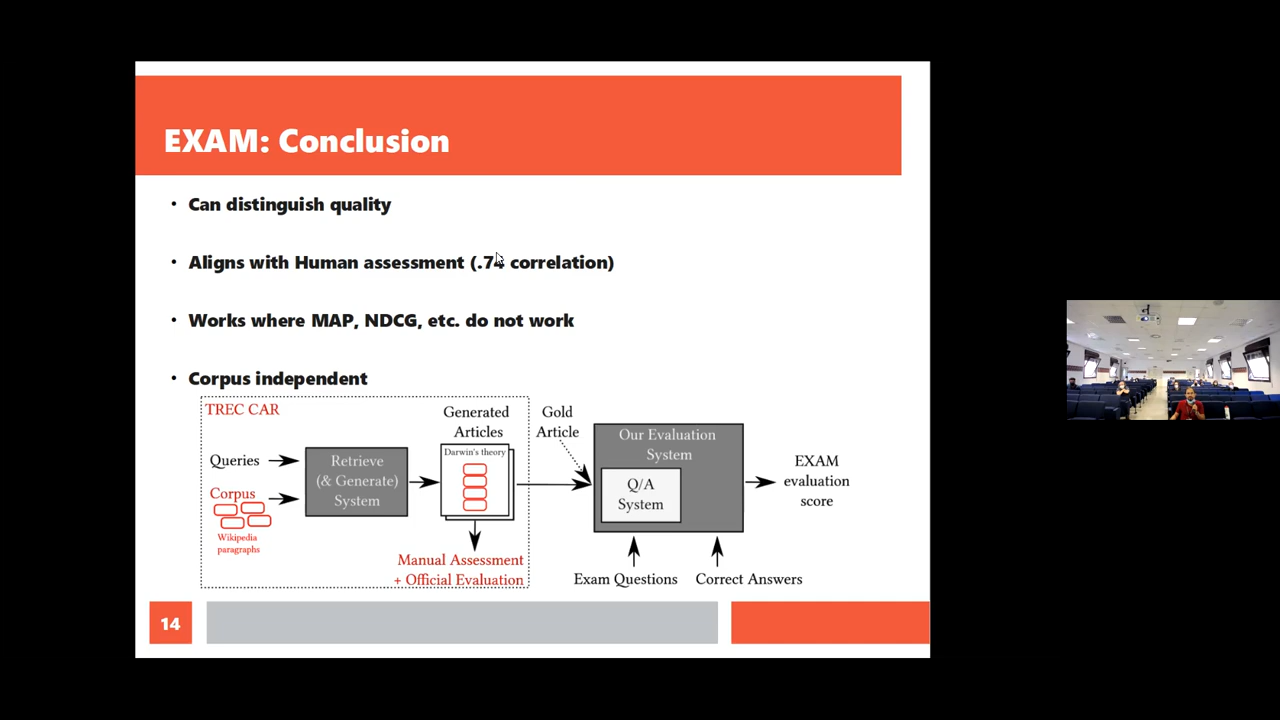 EXAM: Conclusion
• Can distinguish quality
• Aligns with Human assessment (.74 correlation)
• Works where MAP, NDCG, etc. do not work
• Corpus independent
TREC CAR
Queries
Corpus
Wikipedia
paragraphs
Retrieve
(& Generate)
System
Generated
Articles
Darwin's theory
Manual Assessment
+ Official Evaluation
Gold
Article
Our Evaluation
System
Q/A
System
Exam Questions
Correct Answers
EXAM
evaluation
score
14